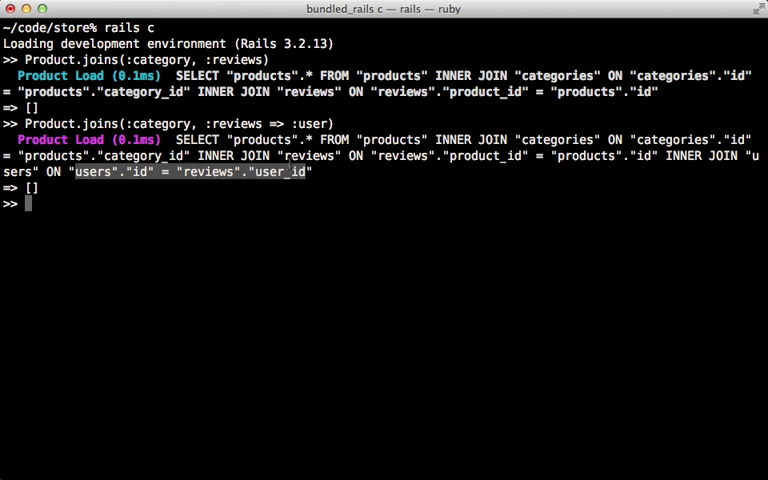 bundled_rails c — rails — ruby
~/code/store% rails c
Loading development environment (Rails 3.2.13)
>> Product.joins(:category, :reviews)
  Product Load (0.1ms)  SELECT "products".* FROM "products" INNER JOIN "categories" ON "categories"."id"
= "products"."category_id" INNER JOIN "reviews" ON "reviews"."product_id" = "products"."id"
=> []
>> Product.joins(:category, :reviews => :user)
  Product Load (0.1ms)  SELECT "products".* FROM "products" INNER JOIN "categories" ON "categories"."id"
= "products"."category_id" INNER JOIN "reviews" ON "reviews"."product_id" = "products"."id" INNER JOIN "u
sers" ON "users"."id" = "reviews"."user_id"
=> []
>>